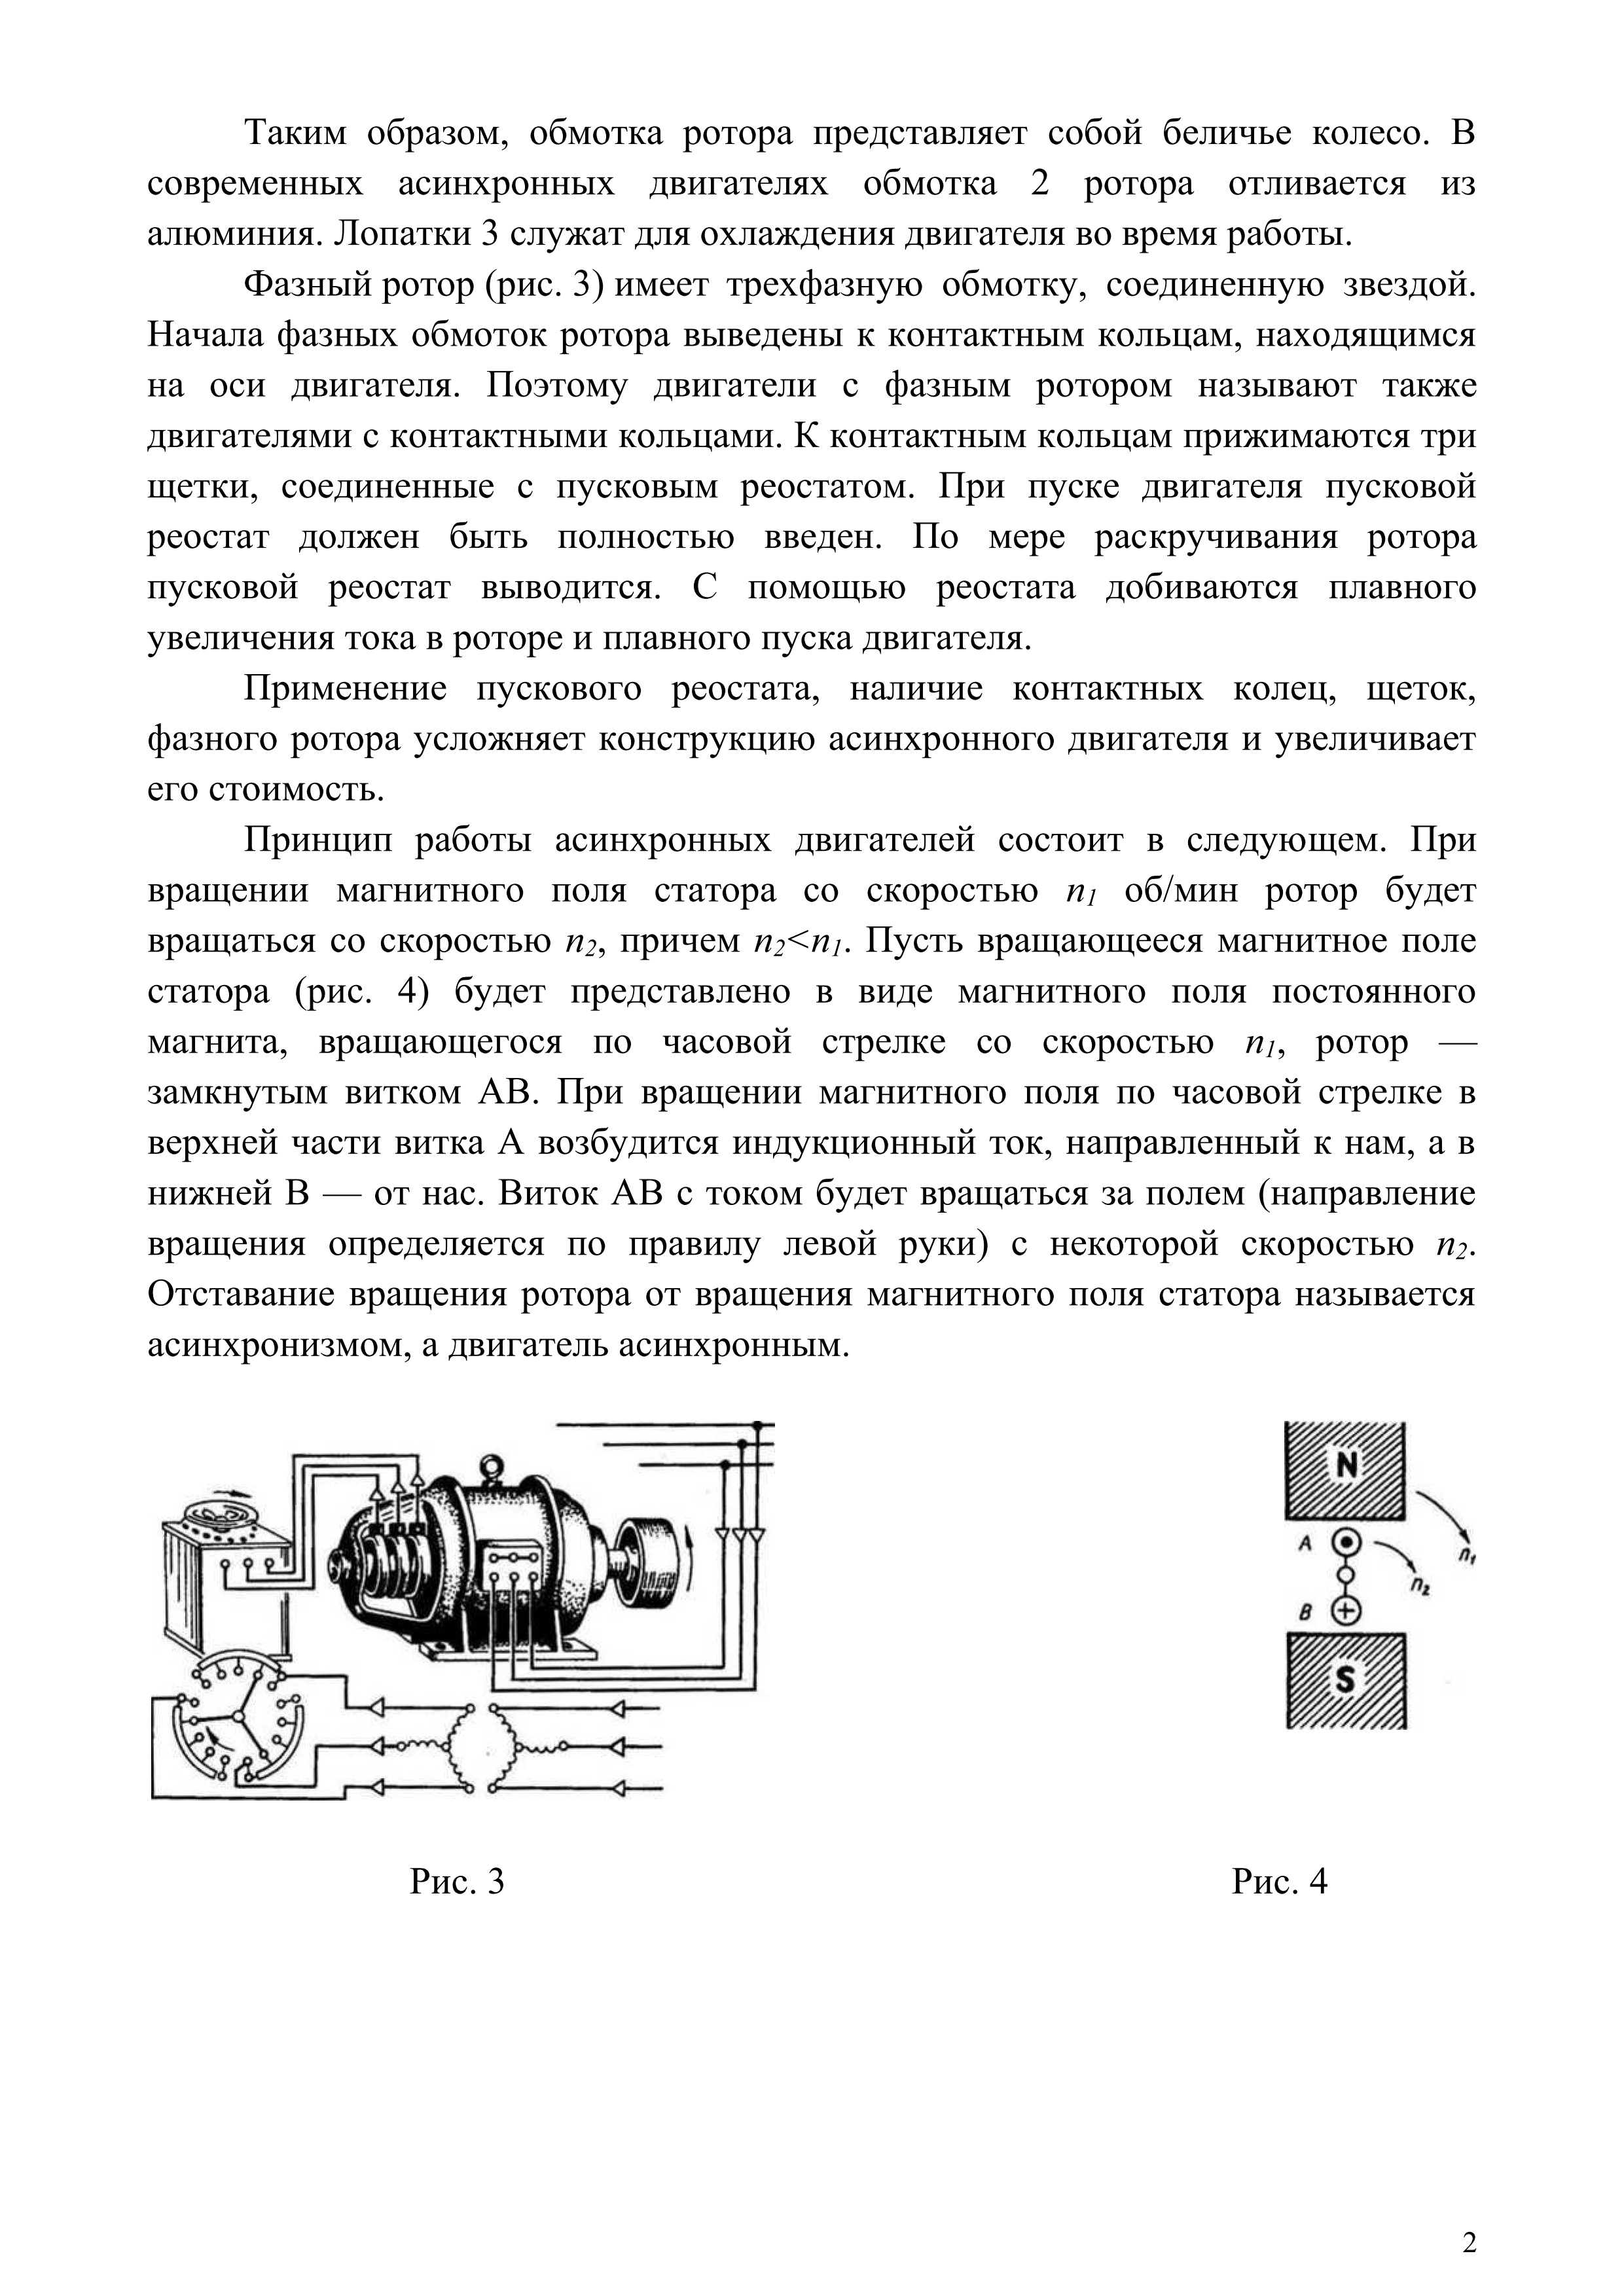 Таким образом, обмотка ротора представляет собой беличье колесо. В
современных асинхронных двигателях обмотка 2 ротора отливается из
алюминия. Лопатки 3 служат для охлаждения двигателя во время работы.
Фазный ротор (рис. 3) имеет трехфазную обмотку, соединенную звездой.
Начала фазных обмоток ротора выведены к контактным кольцам, находящимся
на оси двигателя. Поэтому двигатели с фазным ротором называют также
двигателями с контактными кольцами. К контактным кольцам прижимаются три
щетки, соединенные с пусковым реостатом. При пуске двигателя пусковой
реостат должен быть полностью введен. По мере раскручивания ротора
пусковой реостат выводится. С помощью реостата добиваются плавного
увеличения тока в роторе и плавного пуска двигателя.
Применение пускового реостата, наличие контактных колец, щеток,
фазного ротора усложняет конструкцию асинхронного двигателя и увеличивает
его стоимость.
Принцип работы асинхронных двигателей состоит в следующем. При
вращении магнитного поля статора со скоростью n1 об/мин ротор будет
вращаться со скоростью n2, причем n2<n1. Пусть вращающееся магнитное поле
статора (рис. 4) будет представлено в виде магнитного поля постоянного
магнита, вращающегося по часовой стрелке со скоростью n1, ротор —
замкнутым витком АВ. При вращении магнитного поля по часовой стрелке в
верхней части витка А возбудится индукционный ток, направленный к нам, а в
нижней В — от нас. Виток АВ с током будет вращаться за полем (направление
вращения определяется по правилу левой руки) с некоторой скоростью n2.
Отставание вращения ротора от вращения магнитного поля статора называется
асинхронизмом, а двигатель асинхронным.
N
A
n1
n2
B
S
Рис. 3
Рис. 4
2